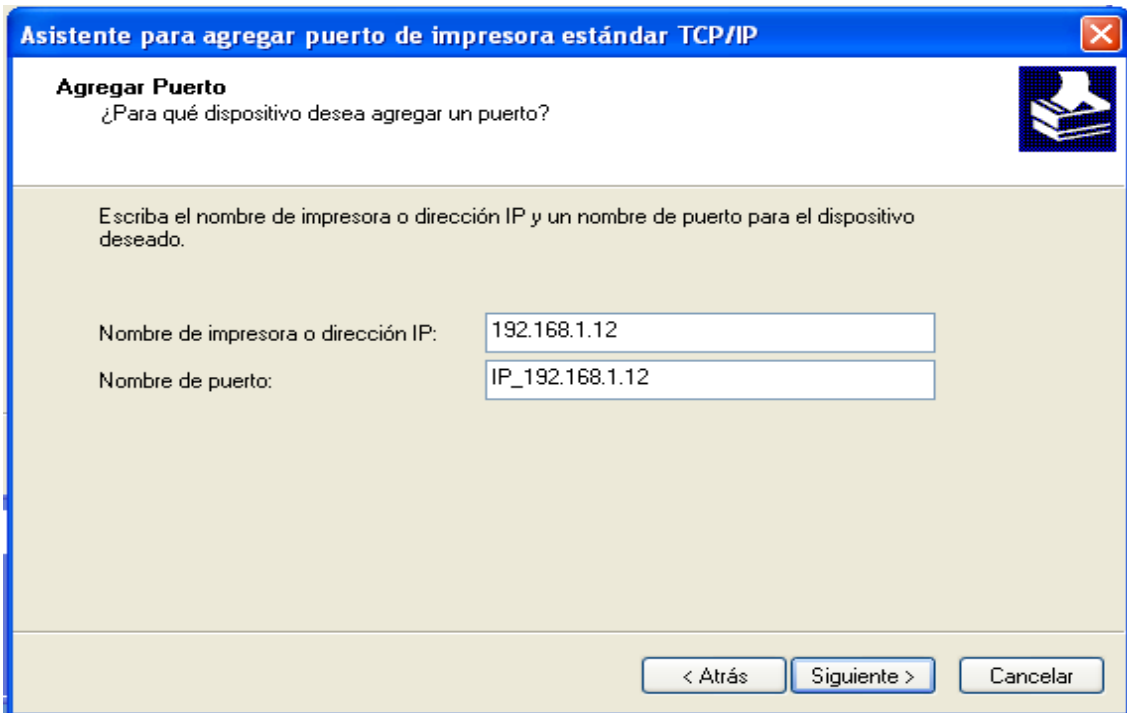 Asistente para agregar puerto de impresora estándar TCP/IP
Agregar Puerto
¿Para qué dispositivo desea agregar un puerto?
Escriba el nombre de impresora o dirección IP y un nombre de puerto para el dispositivo
deseado.
Nombre de impresora o dirección IP: 192.168.1.12
Nombre de puerto: IP_192.168.1.12
< Atrás Siguiente > Cancelar